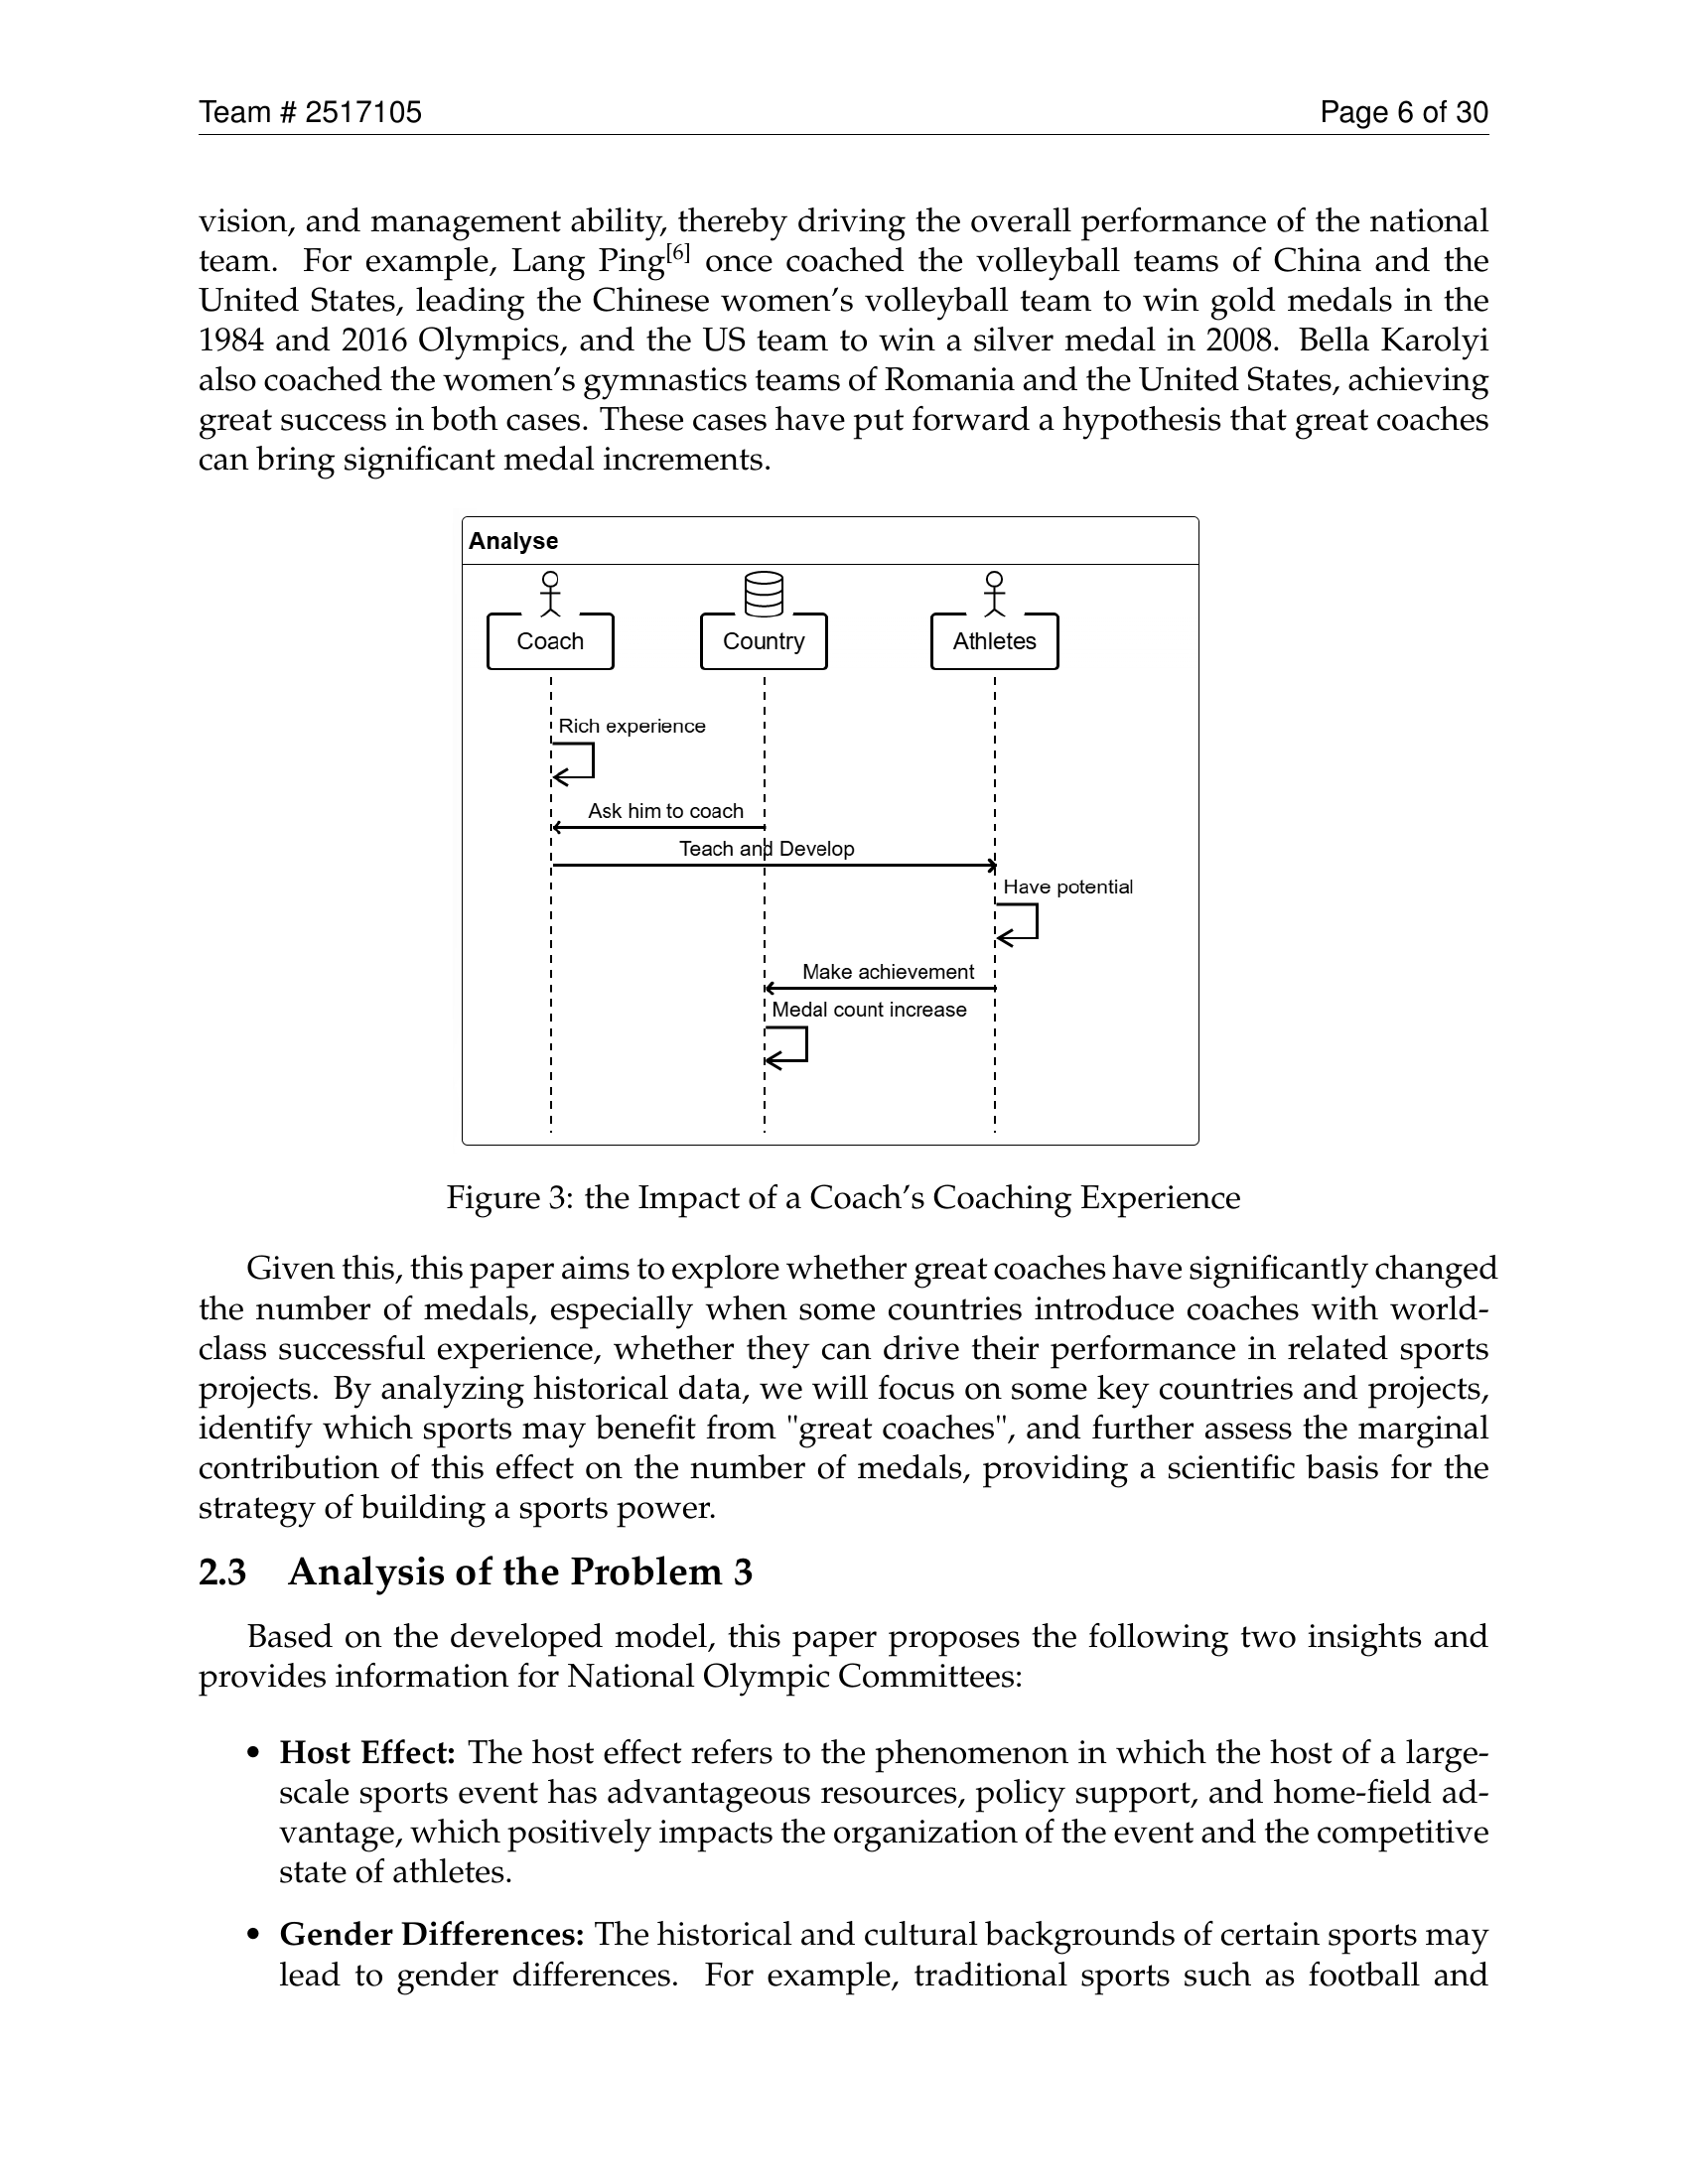 Team # 2517105
Page 6 of 30
vision, and management ability, thereby driving the overall performance of the national
team. For example, Lang Ping[6] once coached the volleyball teams of China and the
United States, leading the Chinese women's volleyball team to win gold medals in the
1984 and 2016 Olympics, and the US team to win a silver medal in 2008. Bella Karolyi
also coached the women's gymnastics teams of Romania and the United States, achieving
great success in both cases. These cases have put forward a hypothesis that great coaches
can bring significant medal increments.
Analyse
Coach
Country
Athletes
Rich experience
Ask him to coach
Teach and Develop
Have potential
Make achievement
Medal count increase
Figure 3: the Impact of a Coach's Coaching Experience
Given this, this paper aims to explore whether great coaches have significantly changed
the number of medals, especially when some countries introduce coaches with world-
class successful experience, whether they can drive their performance in related sports
projects. By analyzing historical data, we will focus on some key countries and projects,
identify which sports may benefit from "great coaches", and further assess the marginal
contribution of this effect on the number of medals, providing a scientific basis for the
strategy of building a sports power.
2.3 Analysis of the Problem 3
Based on the developed model, this paper proposes the following two insights and
provides information for National Olympic Committees:
• Host Effect: The host effect refers to the phenomenon in which the host of a large-
scale sports event has advantageous resources, policy support, and home-field ad-
vantage, which positively impacts the organization of the event and the competitive
state of athletes.
• Gender Differences: The historical and cultural backgrounds of certain sports may
lead to gender differences. For example, traditional sports such as football and